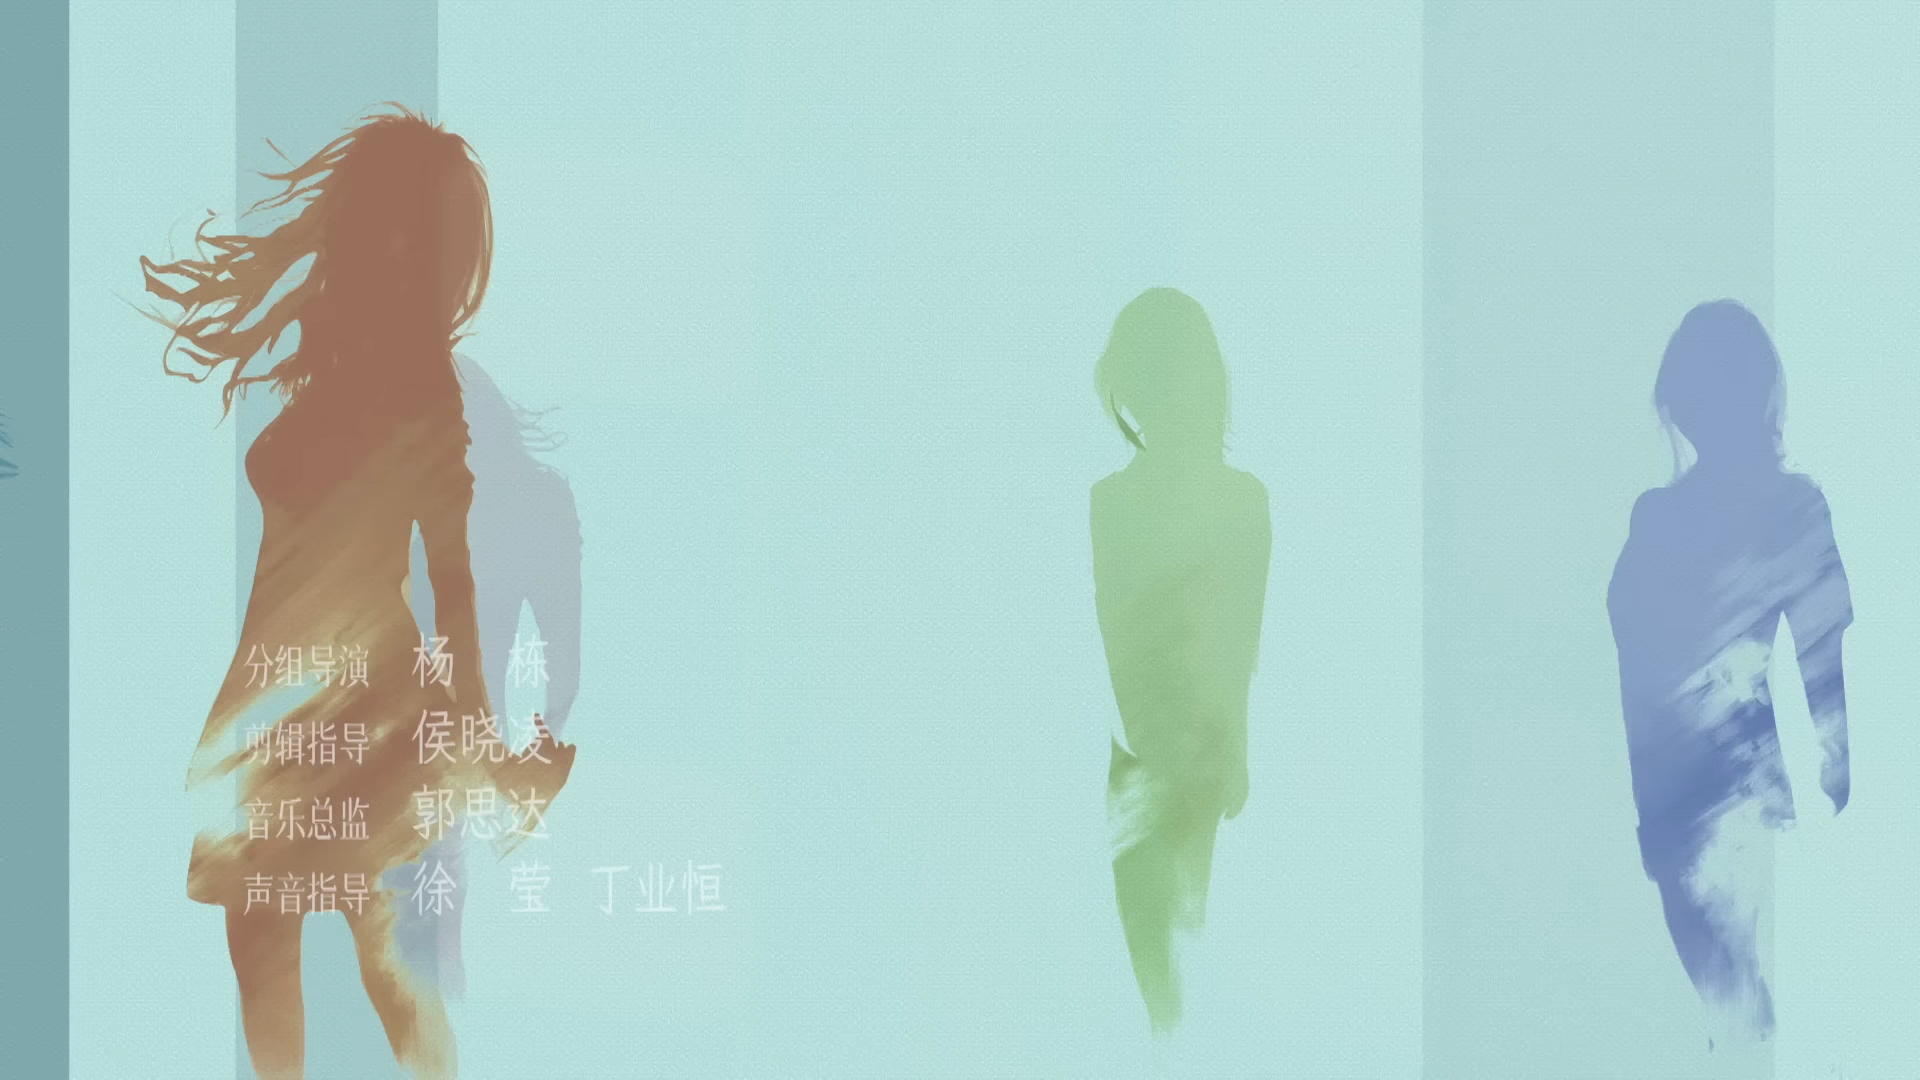 分组导演 杨 栋
剪辑指导 侯晓凌
音乐总监 郭思达
声音指导 徐 莹 丁业恒